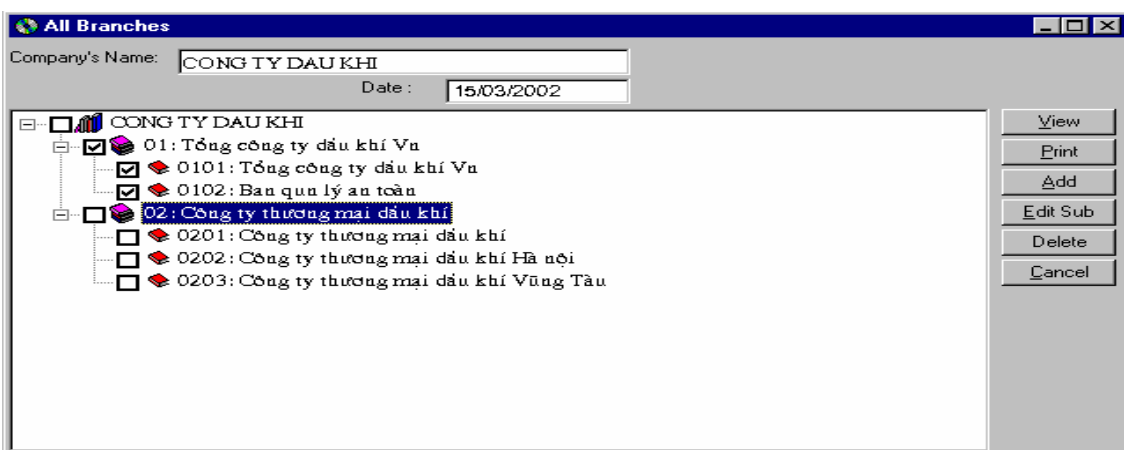 All Branches
Company's Name: CONG TY DAU KHI
Date : 15/03/2002
CONG TY DAU KHI
01: Tổng công ty dầu khí Vn
0101: Tổng công ty dầu khí Vn
0102: Ban qun lý an toàn
02: Công ty thương mại dầu khí
0201: Công ty thương mại dầu khí
0202: Công ty thương mại dầu khí Hà nội
0203: Công ty thương mại dầu khí Vũng Tàu
View
Print
Add
Edit Sub
Delete
Cancel